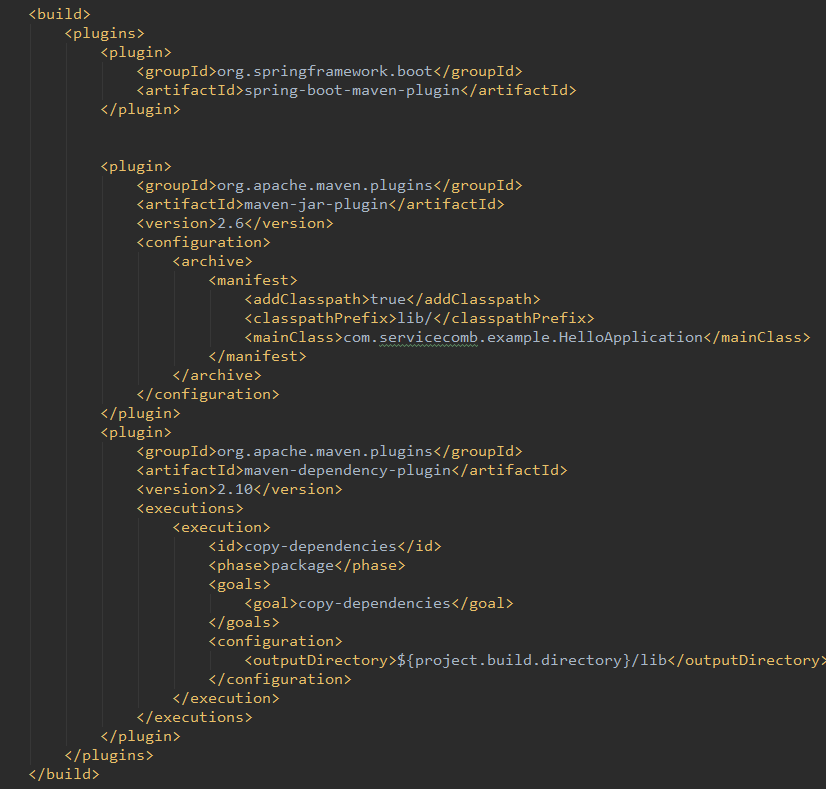 <build>
<plugins>
<plugin>
<groupId>org.springframework.boot</groupId>
<artifactId>spring-boot-maven-plugin</artifactId>
</plugin>
<plugin>
<groupId>org.apache.maven.plugins</groupId>
<artifactId>maven-jar-plugin</artifactId>
<version>2.6</version>
<configuration>
<archive>
<manifest>
<addClasspath>true</addClasspath>
<classpathPrefix>lib/</classpathPrefix>
<mainClass>com.servicecomb.example.HelloApplication</mainClass>
</manifest>
</archive>
</configuration>
</plugin>
<plugin>
<groupId>org.apache.maven.plugins</groupId>
<artifactId>maven-dependency-plugin</artifactId>
<version>2.10</version>
<executions>
<execution>
<id>copy-dependencies</id>
<phase>package</phase>
<goals>
<goal>copy-dependencies</goal>
</goals>
<configuration>
<outputDirectory>${project.build.directory}/lib</outputDirectory>
</configuration>
</execution>
</executions>
</plugin>
</plugins>
</build>